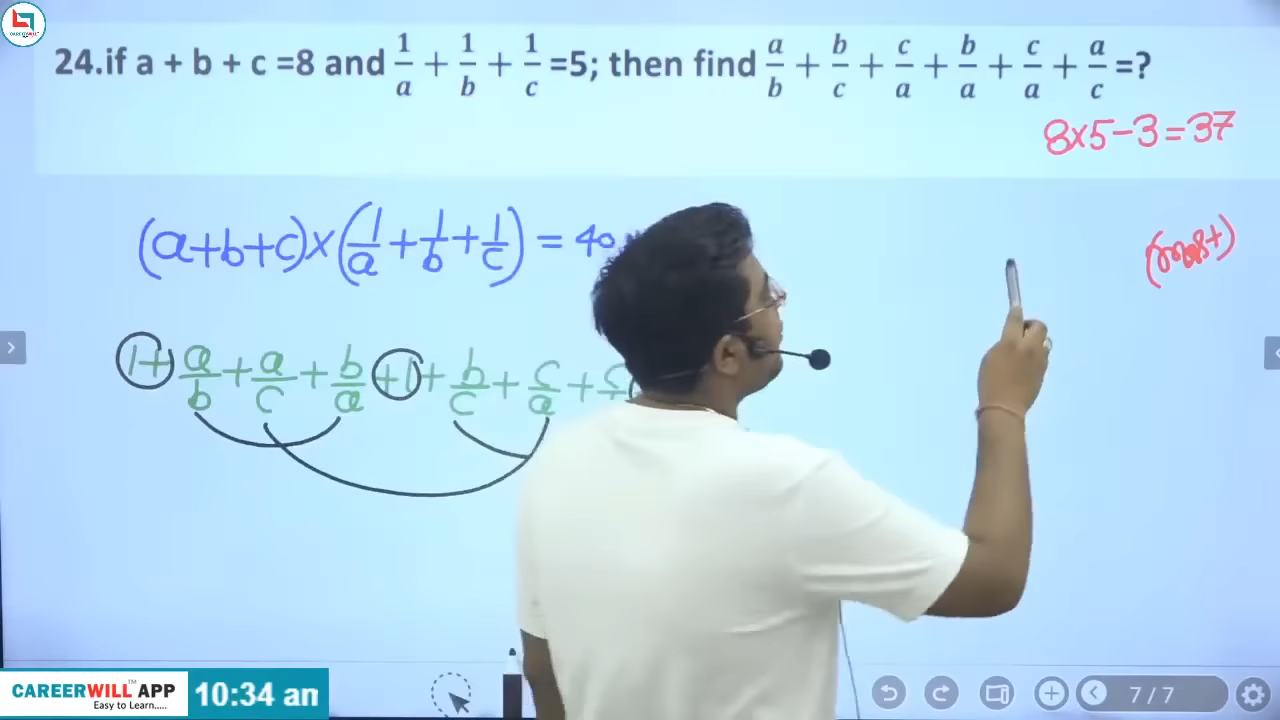 CAREERWILL
24.if a + b + c =8 and 1/a + 1/b + 1/c =5; then find a/b + b/c + c/a + b/a + c/a + a/c =?
8×5-3=37
(a+b+c)×(1/a+1/b+1/c) = 40
1+a/b+a/c+b/a+1+b/c+c/a+
CAREERWILL™ APP
Easy to Learn.....
10:34 am
7 / 7